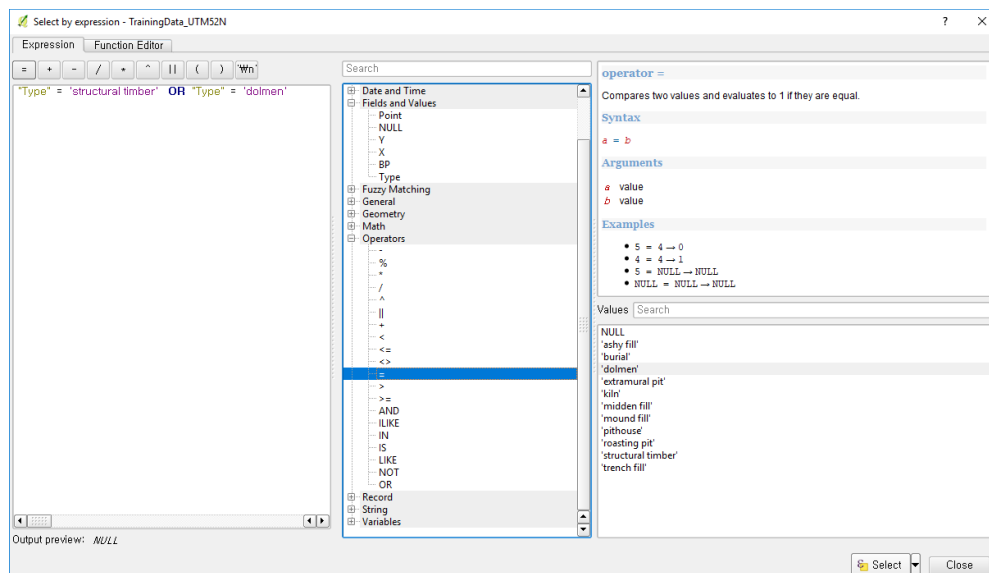 Select by expression - TrainingData_UTM52N
? X
Expression Function Editor
= + - / * ^ || ( ) '₩n'
"Type" = 'structural timber' OR "Type" = 'dolmen'
Output preview: NULL
Search
Date and Time
Fields and Values
Point
NULL
Y
X
BP
Type
Fuzzy Matching
General
Geometry
Math
Operators
-
%
*
/
^
||
+
<
<=
<>
=
>
>=
AND
ILIKE
IN
IS
LIKE
NOT
OR
Record
String
Variables
operator =
Compares two values and evaluates to 1 if they are equal.
Syntax
a = b
Arguments
a value
b value
Examples
• 5 = 4 → 0
• 4 = 4 → 1
• 5 = NULL → NULL
• NULL = NULL → NULL
Values Search
NULL
'ashy fill'
'burial'
'dolmen'
'extramural pit'
'kiln'
'midden fill'
'mound fill'
'pithouse'
'roasting pit'
'structural timber'
'trench fill'
Select Close